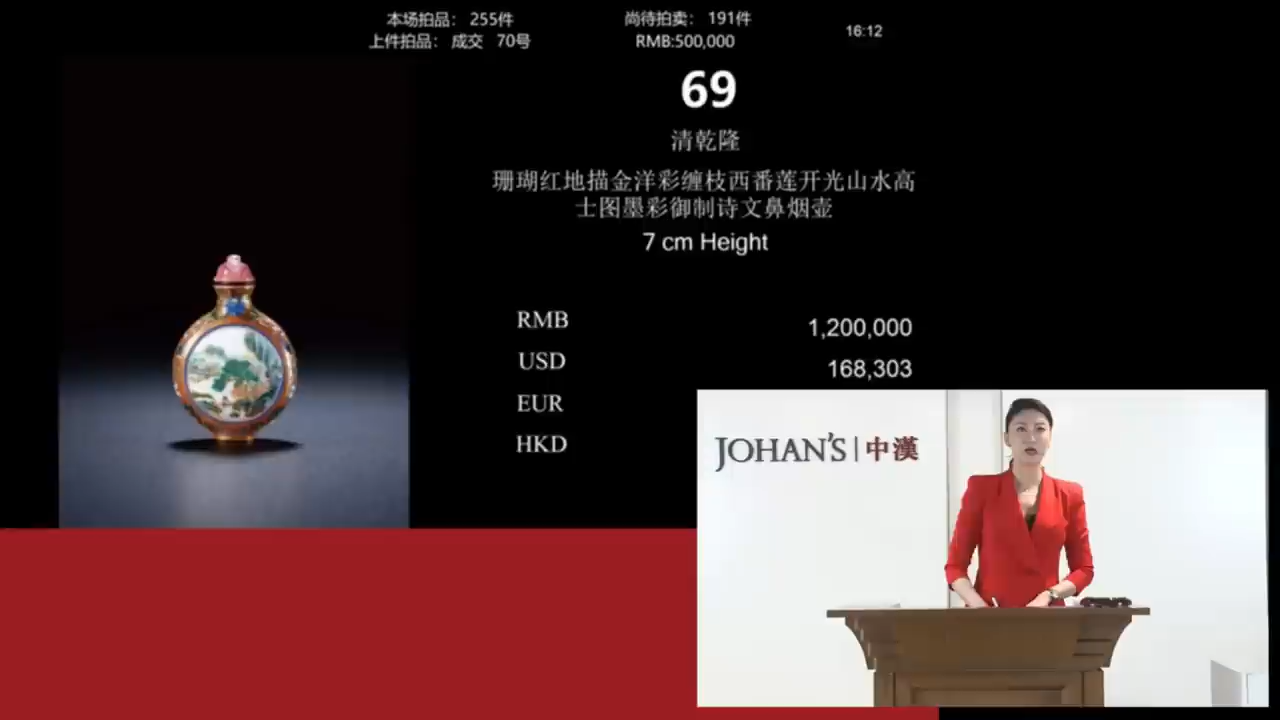 本场拍品： 255件
尚待拍卖： 191件
上件拍品： 成交 70号
RMB:500,000
16:12
69
清乾隆
珊瑚红地描金洋彩缠枝西番莲开光山水高
士图墨彩御制诗文鼻烟壶
7 cm Height
RMB 1,200,000
USD 168,303
EUR
HKD
JOHAN'S | 中漢